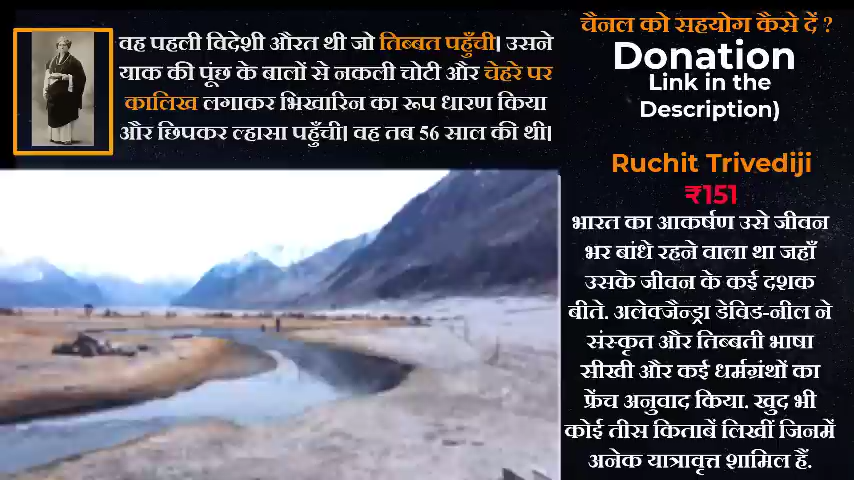 वह पहली विदेशी औरत थी जो तिब्बत पहुँची। उसने
याक की पूंछ के बालों से नकली चोटी और चेहरे पर
कालिख लगाकर भिखारिन का रूप धारण किया
और छिपकर ल्हासा पहुँची। वह तब 56 साल की थी।
चैनल को सहयोग कैसे दें ?
Donation
Link in the
Description)
Ruchit Trivediji
₹151
भारत का आकर्षण उसे जीवन
भर बांधे रहने वाला था जहाँ
उसके जीवन के कई दशक
बीते. अलेक्जैन्ड्रा डेविड-नील ने
संस्कृत और तिब्बती भाषा
सीखी और कई धर्मग्रंथों का
फ्रेंच अनुवाद किया. खुद भी
कोई तीस किताबें लिखीं जिनमें
अनेक यात्रावृत्त शामिल हैं.